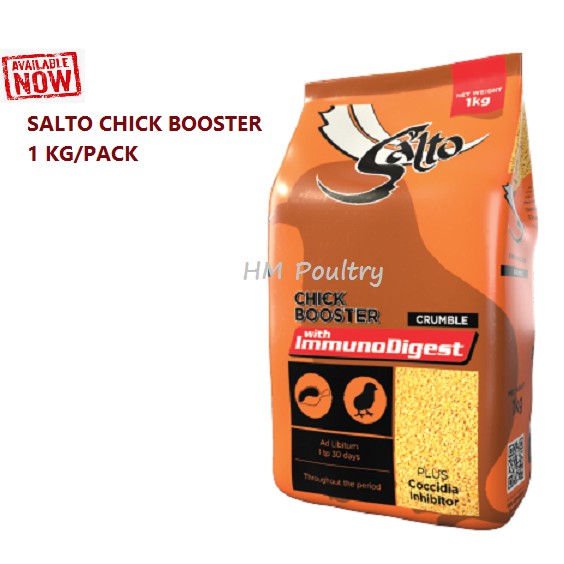 AVAILABLE
NOW
SALTO CHICK BOOSTER
1 KG/PACK
NET WEIGHT
1kg
Salto
HM Poultry
CHICK
BOOSTER
CRUMBLE
with
ImmunoDigest
Ad Libitum
1 to 30 days
Throughout the period
PLUS
Coccidia
Inhibitor